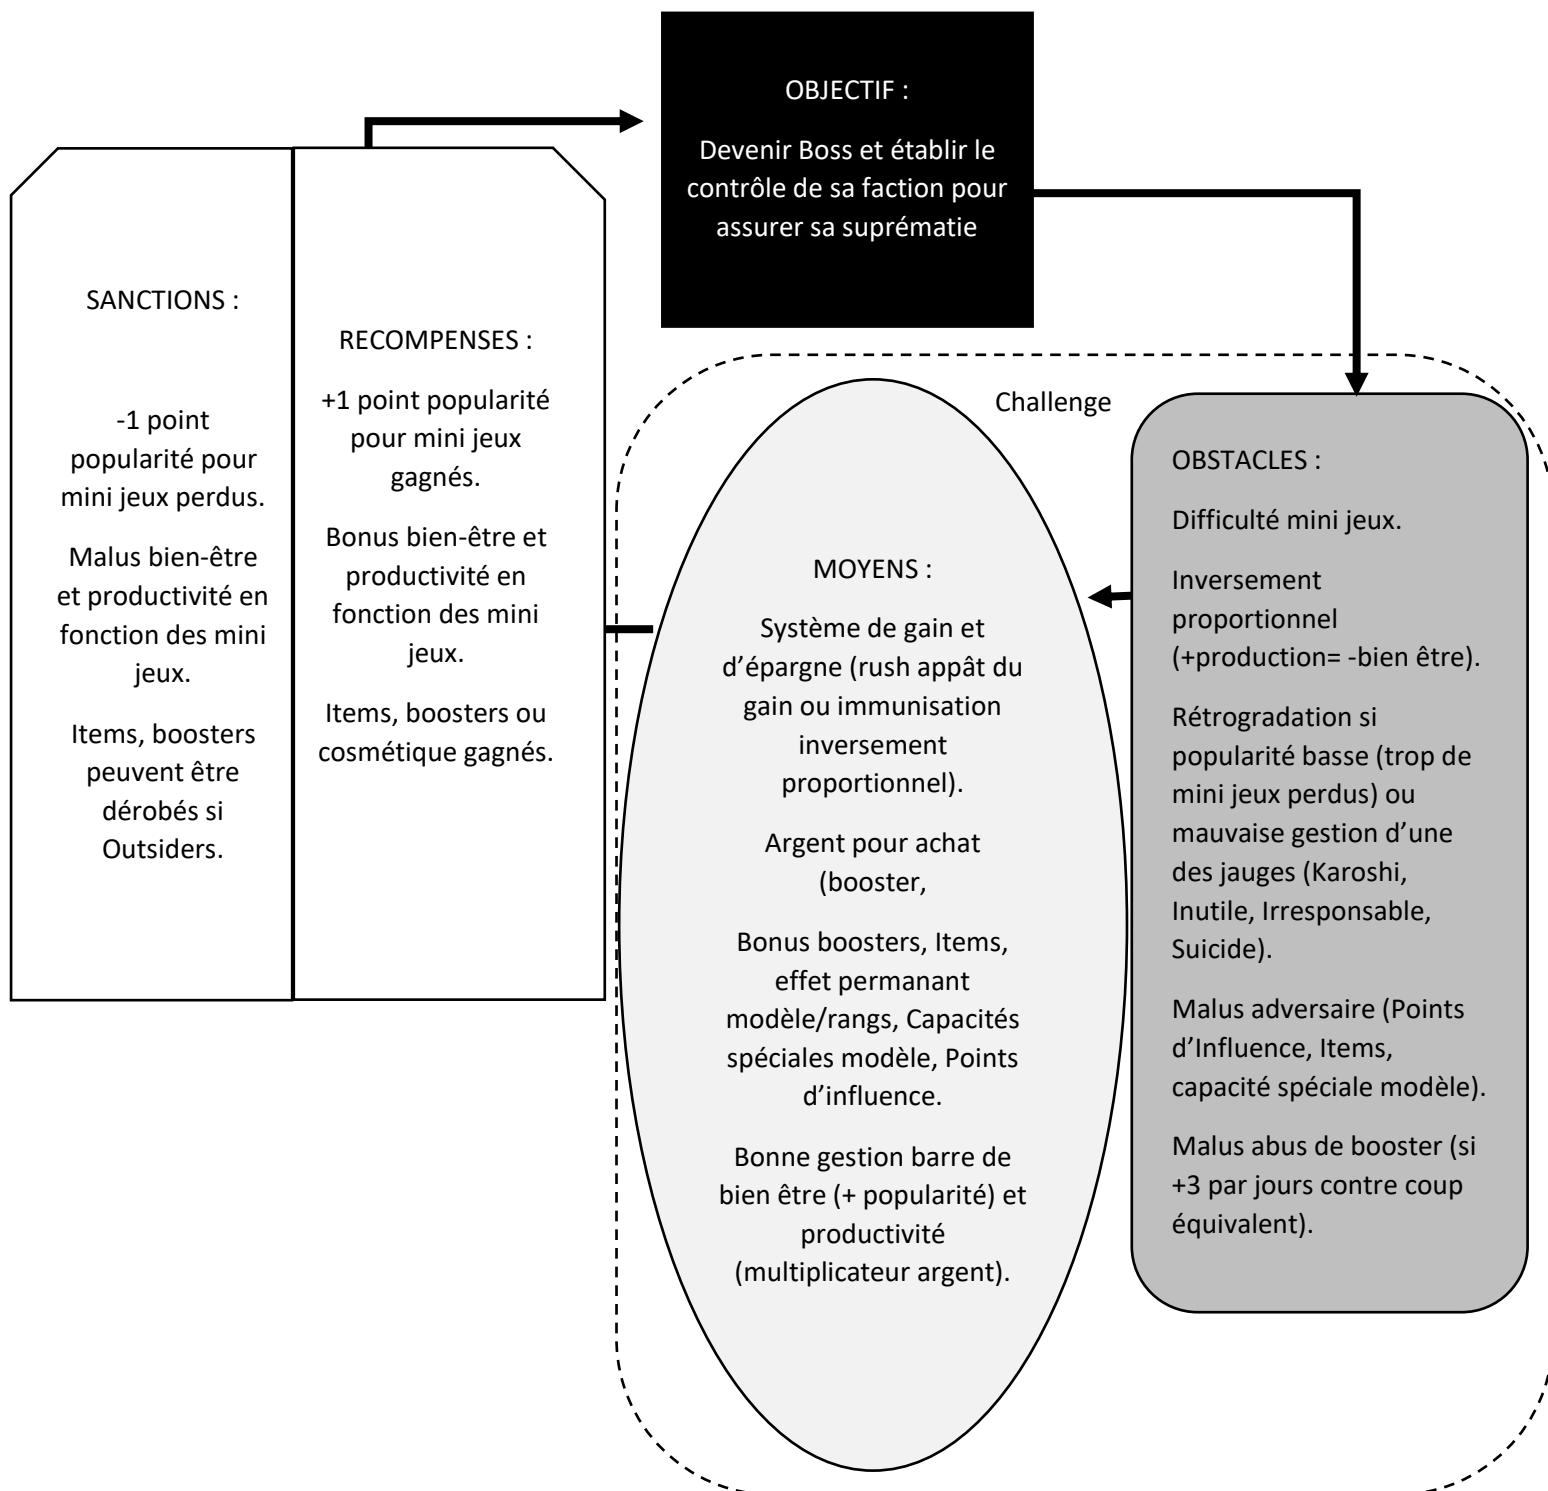 OBJECTIF :
Devenir Boss et établir le
contrôle de sa faction pour
assurer sa suprématie
SANCTIONS :
-1 point
popularité pour
mini jeux perdus.
Malus bien-être
et productivité en
fonction des mini
jeux.
Items, boosters
peuvent être
dérobés si
Outsiders.
RECOMPENSES :
+1 point popularité
pour mini jeux
gagnés.
Bonus bien-être et
productivité en
fonction des mini
jeux.
Items, boosters ou
cosmétique gagnés.
Challenge
MOYENS :
Système de gain et
d’épargne (rush appât du
gain ou immunisation
inversement
proportionnel).
Argent pour achat
(booster,
Bonus boosters, Items,
effet permanant
modèle/rangs, Capacités
spéciales modèle, Points
d’influence.
Bonne gestion barre de
bien être (+ popularité) et
productivité
(multiplicateur argent).
OBSTACLES :
Difficulté mini jeux.
Inversement
proportionnel
(+production= -bien être).
Rétrogradation si
popularité basse (trop de
mini jeux perdus) ou
mauvaise gestion d’une
des jauges (Karoshi,
Inutile, Irresponsable,
Suicide).
Malus adversaire (Points
d’Influence, Items,
capacité spéciale modèle).
Malus abus de booster (si
+3 par jours contre coup
équivalent).